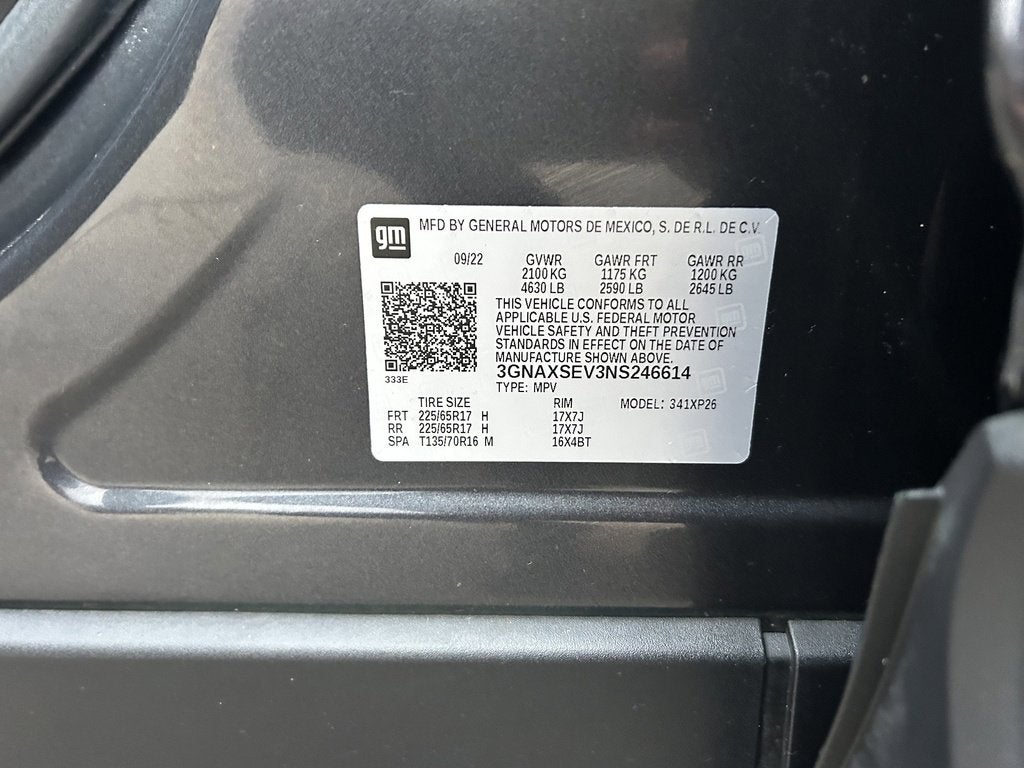 gm MFD BY GENERAL MOTORS DE MEXICO, S. DE R.L. DE C.V.
09/22 GVWR GAWR FRT GAWR RR
2100 KG 1175 KG 1200 KG
4630 LB 2590 LB 2645 LB
THIS VEHICLE CONFORMS TO ALL
APPLICABLE U.S. FEDERAL MOTOR
VEHICLE SAFETY AND THEFT PREVENTION
STANDARDS IN EFFECT ON THE DATE OF
MANUFACTURE SHOWN ABOVE.
3GNAXSEV3NS246614
333E
TYPE: MPV
TIRE SIZE RIM MODEL: 341XP26
FRT 225/65R17 H 17X7J
RR 225/65R17 H 17X7J
SPA T135/70R16 M 16X4BT